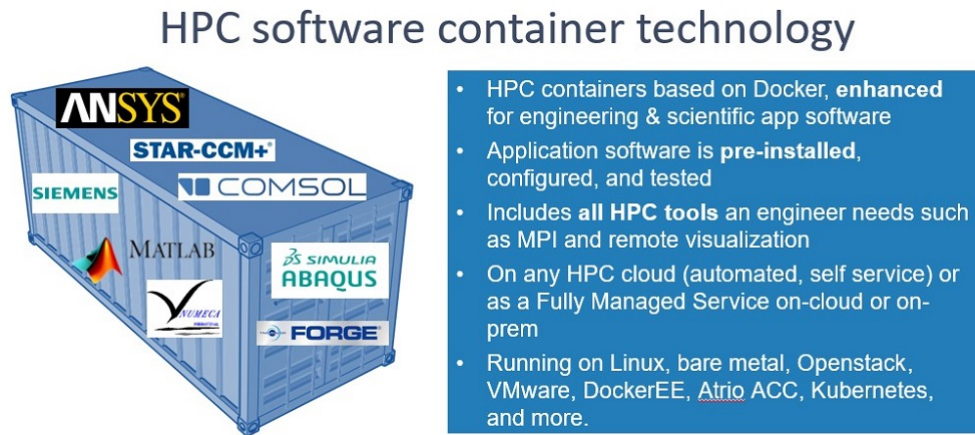 HPC software container technology
ANSYS®
STAR-CCM+®
SIEMENS
COMSOL
MATLAB
NUMECA
SIMULIA
ABAQUS
FORGE®
• HPC containers based on Docker, enhanced
for engineering & scientific app software
• Application software is pre-installed,
configured, and tested
• Includes all HPC tools an engineer needs such
as MPI and remote visualization
• On any HPC cloud (automated, self service) or
as a Fully Managed Service on-cloud or on-
prem
• Running on Linux, bare metal, Openstack,
VMware, DockerEE, Atrio ACC, Kubernetes,
and more.